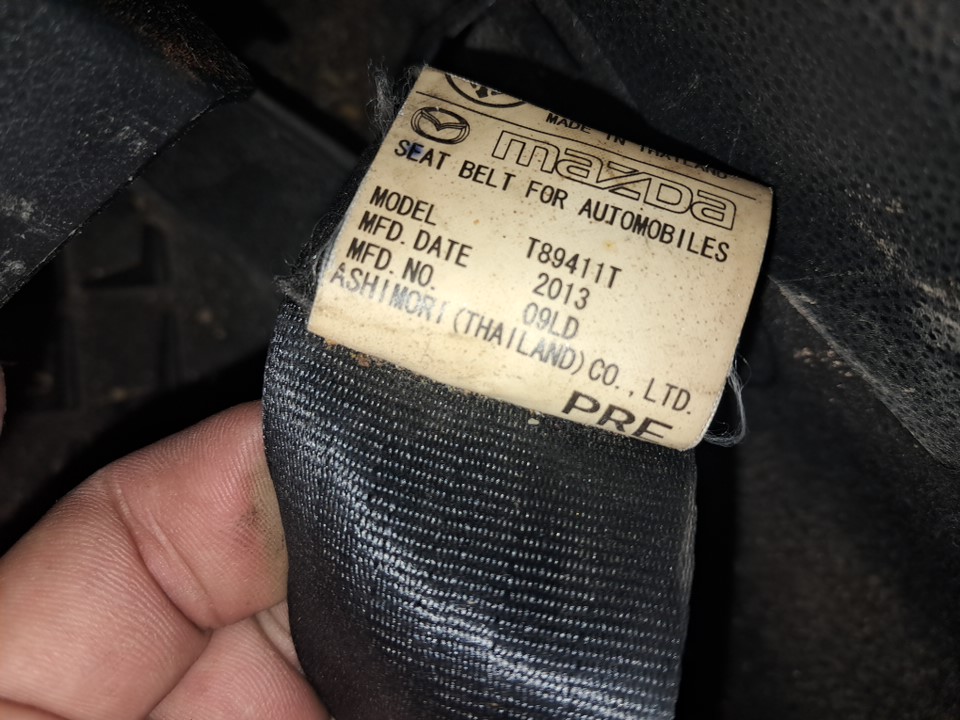 MADE IN THAILAND
mazda
SEAT BELT FOR AUTOMOBILES
MODEL T89411T
MFD. DATE 2013
MFD. NO. 09LD
ASHIMORI (THAILAND) CO., LTD.
PRE